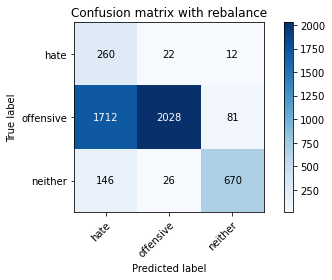 Confusion matrix with rebalance
True label
hate
offensive
neither
260 22 12
1712 2028 81
146 26 670
hate
offensive
neither
Predicted label
2000
1750
1500
1250
1000
750
500
250